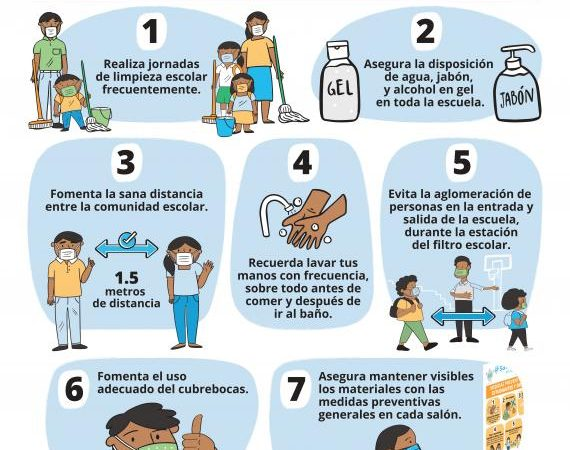 1
Realiza jornadas
de limpieza escolar
frecuentemente.
2
Asegura la disposición
de agua, jabón,
y alcohol en gel
en toda la escuela.
GEL
JABÓN
3
Fomenta la sana distancia
entre la comunidad escolar.
1.5
metros
de distancia
4
Recuerda lavar tus
manos con frecuencia,
sobre todo antes de
comer y después de
ir al baño.
5
Evita la aglomeración de
personas en la entrada y
salida de la escuela,
durante la estación
del filtro escolar.
6
Fomenta el uso
adecuado del cubrebocas.
7
Asegura mantener visibles
los materiales con las
medidas preventivas
generales en cada salón.